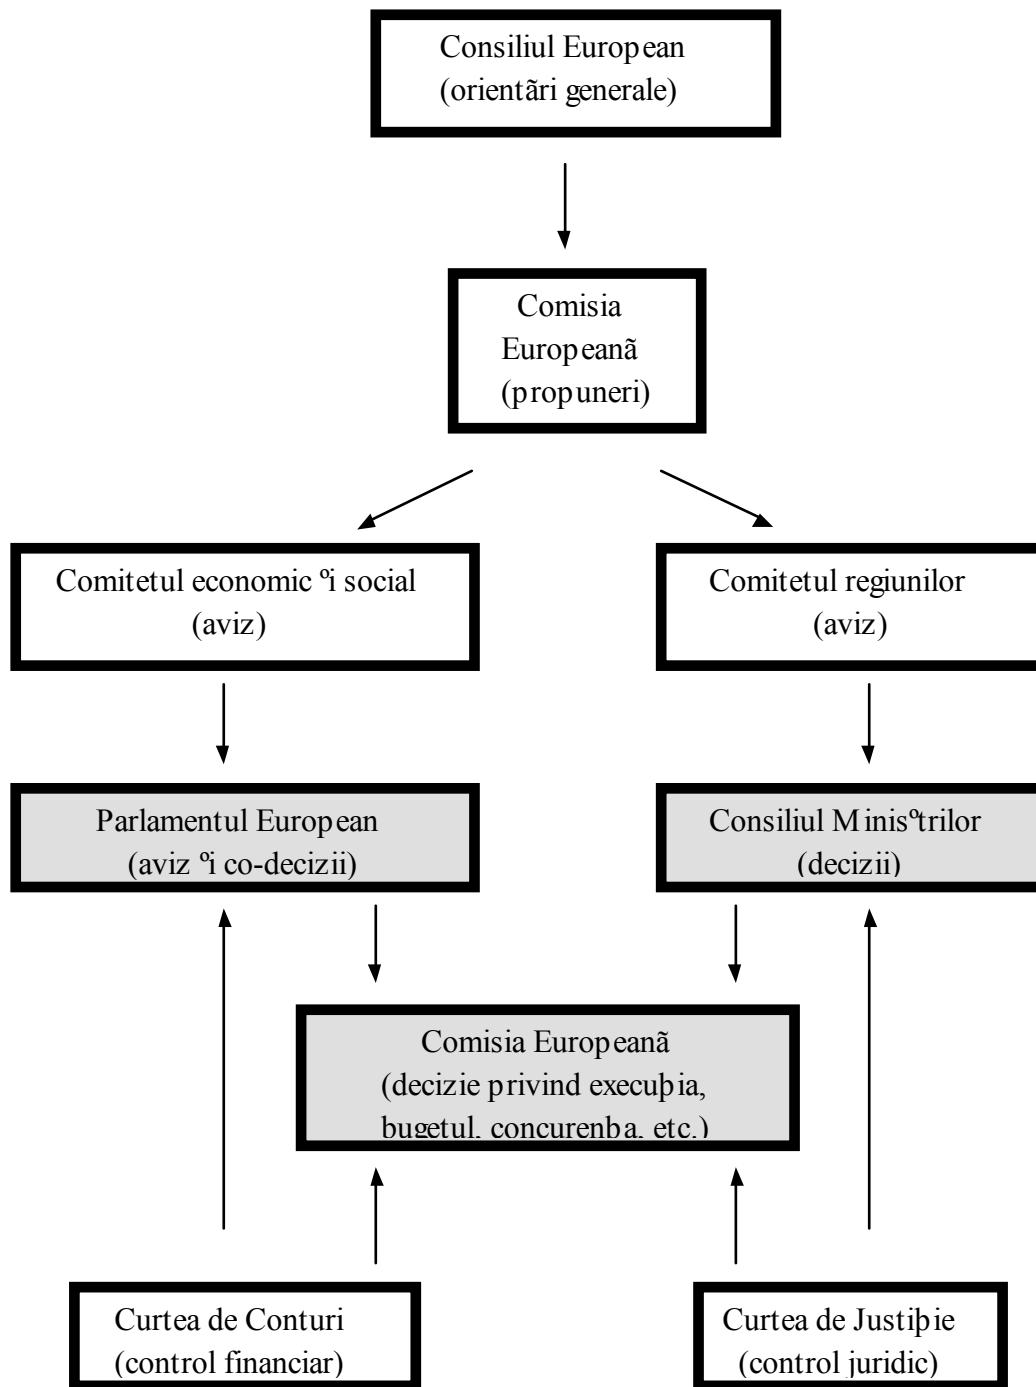 Consiliul European
(orientãri generale)
Comisia
Europeanã
(propuneri)
Comitetul economic ºi social
(aviz)
Comitetul regiunilor
(aviz)
Parlamentul European
(aviz ºi co-decizii)
Consiliul Miniºtrilor
(decizii)
Comisia Europeanã
(decizie privind execuþia,
bugetul, concurenþa, etc.)
Curtea de Conturi
(control financiar)
Curtea de Justiþie
(control juridic)